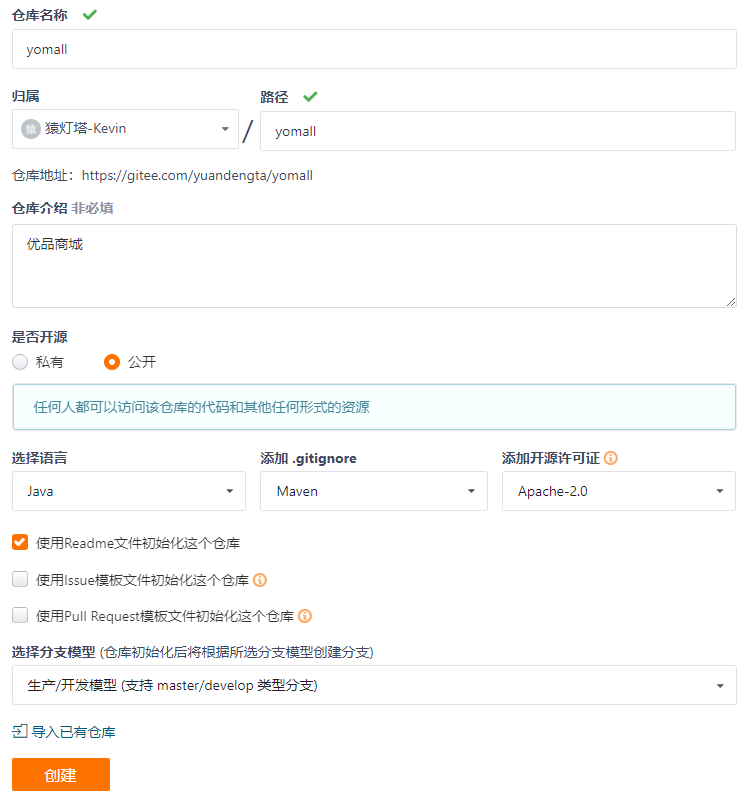 仓库名称
yomall
归属 路径
猿 猿灯塔-Kevin / yomall
仓库地址：https://gitee.com/yuandengta/yomall
仓库介绍 非必填
优品商城
是否开源
私有 公开
任何人都可以访问该仓库的代码和其他任何形式的资源
选择语言 添加 .gitignore 添加开源许可证
Java Maven Apache-2.0
使用Readme文件初始化这个仓库
使用Issue模板文件初始化这个仓库
使用Pull Request模板文件初始化这个仓库
选择分支模型 (仓库初始化后将根据所选分支模型创建分支)
生产/开发模型 (支持 master/develop 类型分支)
导入已有仓库
创建